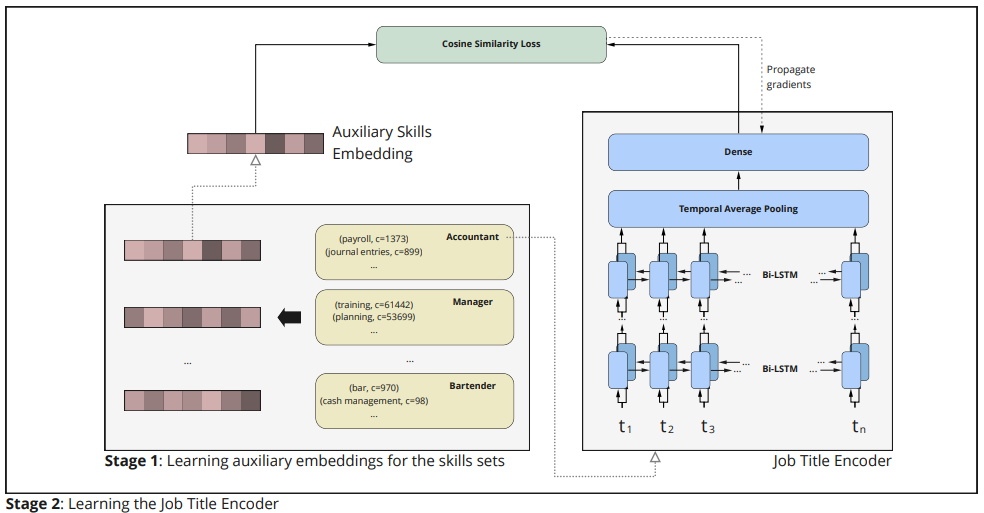 Cosine Similarity Loss
Propagate
gradients
Auxiliary Skills
Embedding
Dense
Temporal Average Pooling
(payroll, c=1373)
Accountant
(journal entries, c=899)
...
Manager
(training, c=61442)
(planning, c=53699)
...
...
...
Bartender
(bar, c=970)
(cash management, c=98)
...
... Bi-LSTM ...
...
...
... ... ... ...
... Bi-LSTM ...
...
...
t1 t2 t3 tn
Stage 1: Learning auxiliary embeddings for the skills sets
Job Title Encoder
Stage 2: Learning the Job Title Encoder